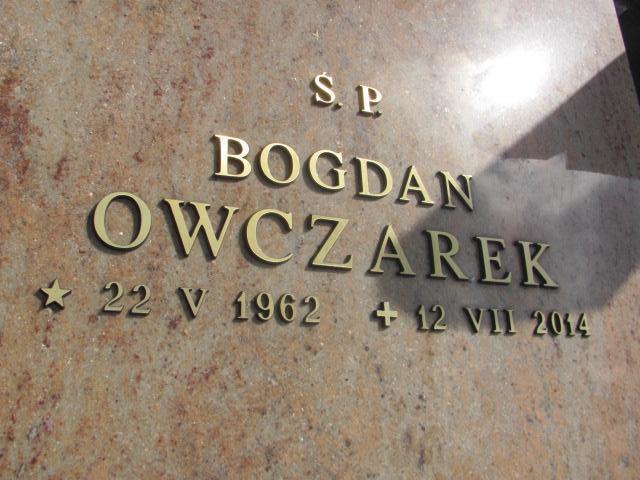 Ś. P.
BOGDAN
OWCZAREK
★ 22 V 1962 + 12 VII 2014